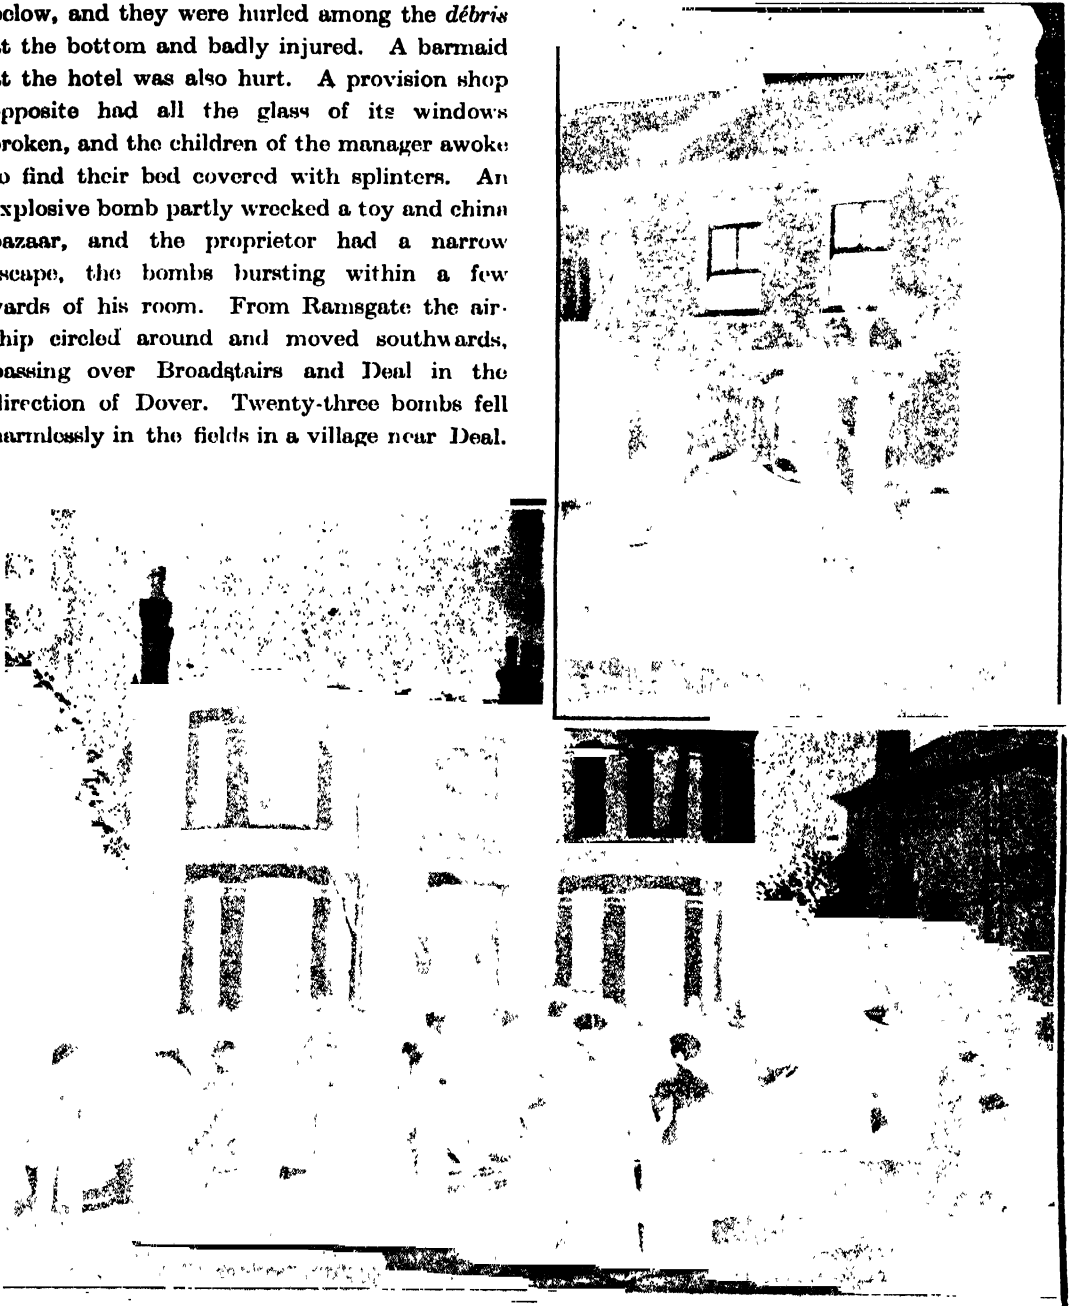 elow, and they were hurled among the débris
t the bottom and badly injured. A barmaid
t the hotel was also hurt. A provision shop
pposite had all the glass of its windows
roken, and the children of the manager awoke
o find their bed covered with splinters. An
xplosive bomb partly wrecked a toy and china
azaar, and the proprietor had a narrow
scape, the bombs bursting within a few
ards of his room. From Ramsgate the air-
hip circled around and moved southwards,
assing over Broadstairs and Deal in the
irection of Dover. Twenty-three bombs fell
armlessly in the fields in a village near Deal.